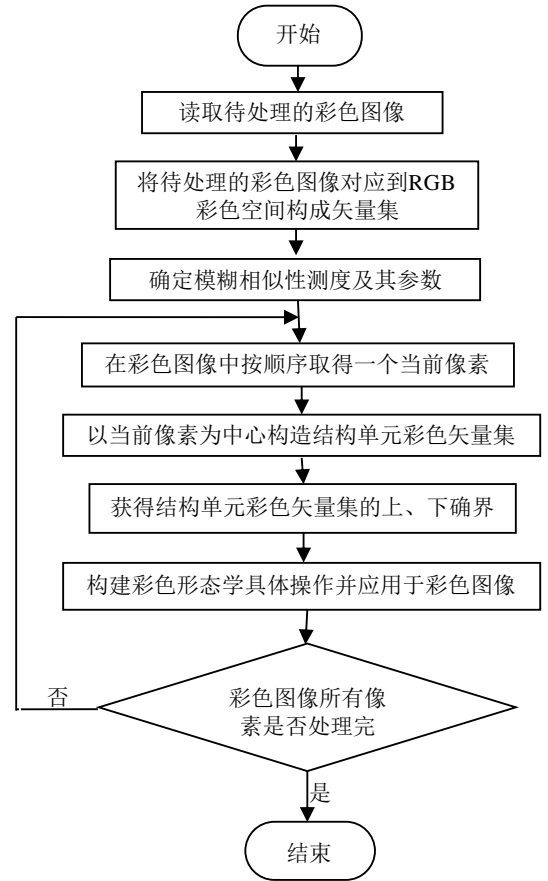 开始
读取待处理的彩色图像
将待处理的彩色图像对应到RGB
彩色空间构成矢量集
确定模糊相似性测度及其参数
在彩色图像中按顺序取得一个当前像素
以当前像素为中心构造结构单元彩色矢量集
获得结构单元彩色矢量集的上、下确界
构建彩色形态学具体操作并应用于彩色图像
彩色图像所有像
素是否处理完
否
是
结束